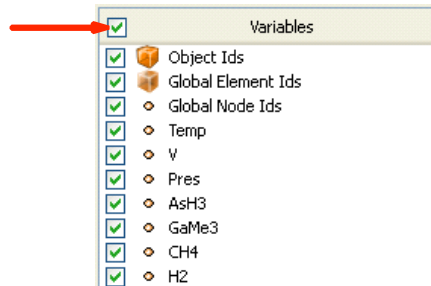 Variables
Object Ids
Global Element Ids
Global Node Ids
Temp
V
Pres
AsH3
GaMe3
CH4
H2